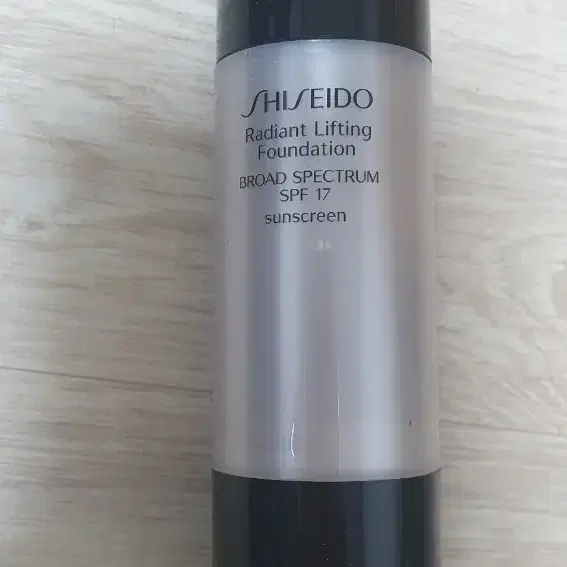 SHISEIDO
Radiant Lifting
Foundation
BROAD SPECTRUM
SPF 17
sunscreen